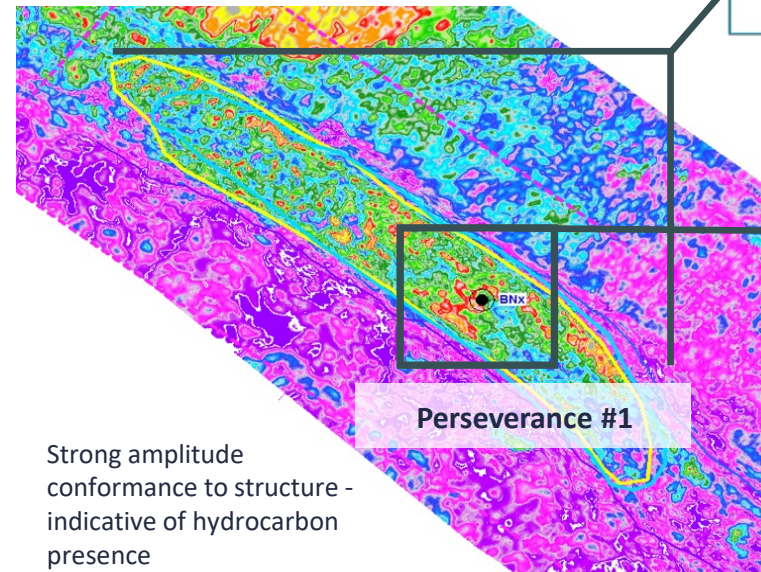 BNx
Perseverance #1
Strong amplitude
conformance to structure -
indicative of hydrocarbon
presence